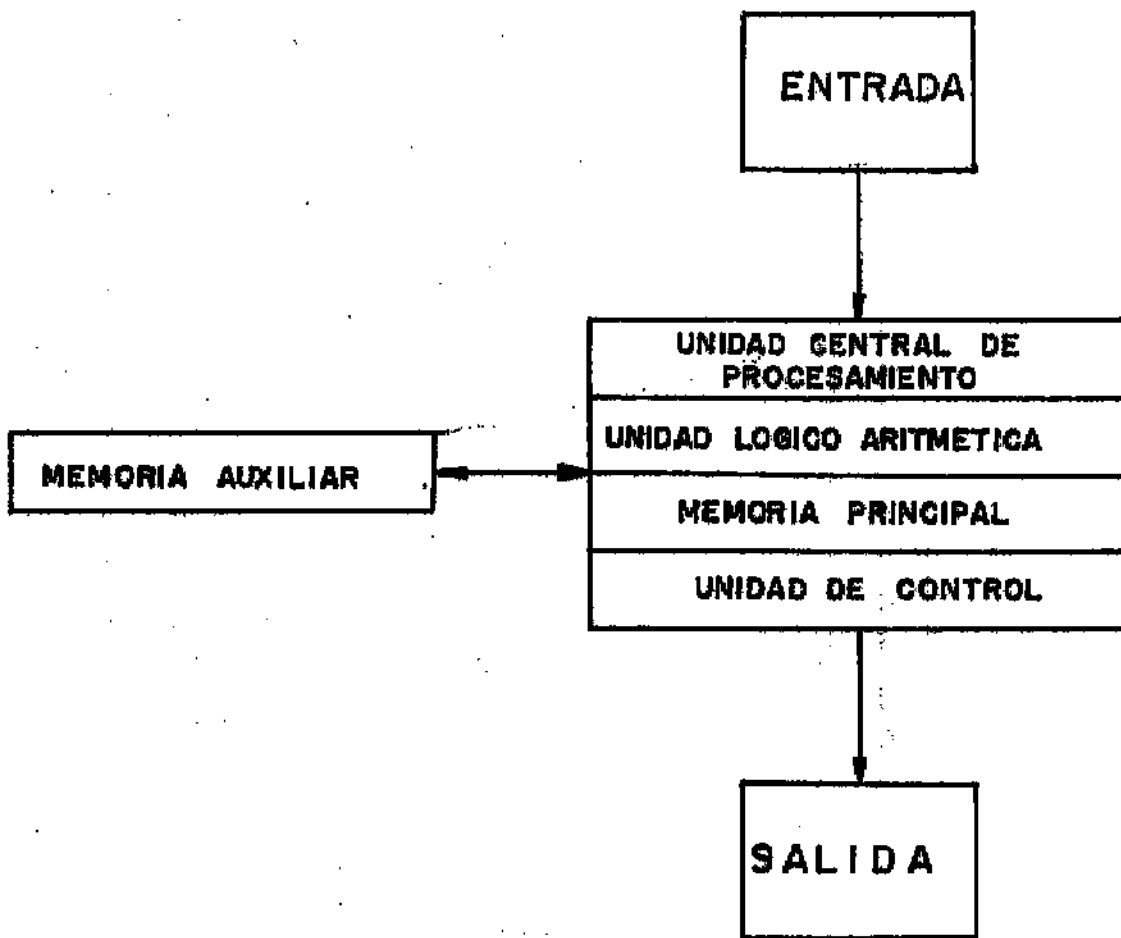 ENTRADA
UNIDAD CENTRAL DE
PROCESAMIENTO
UNIDAD LOGICO ARITMETICA
MEMORIA AUXILIAR
MEMORIA PRINCIPAL
UNIDAD DE CONTROL
SALIDA